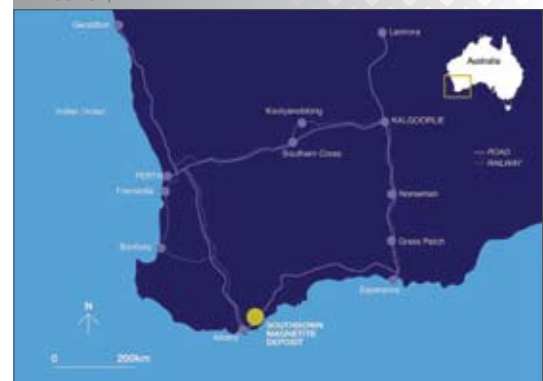 Geraldton
Leonora
Australia
Indian Ocean
Koolyanobbing
KALGOORLIE
Southern Cross
ROAD
RAILWAY
PERTH
Fremantle
Norseman
Bunbury
Grass Patch
Esperance
N
SOUTHDOWN
MAGNETITE
DEPOSIT
Albany
0 200km